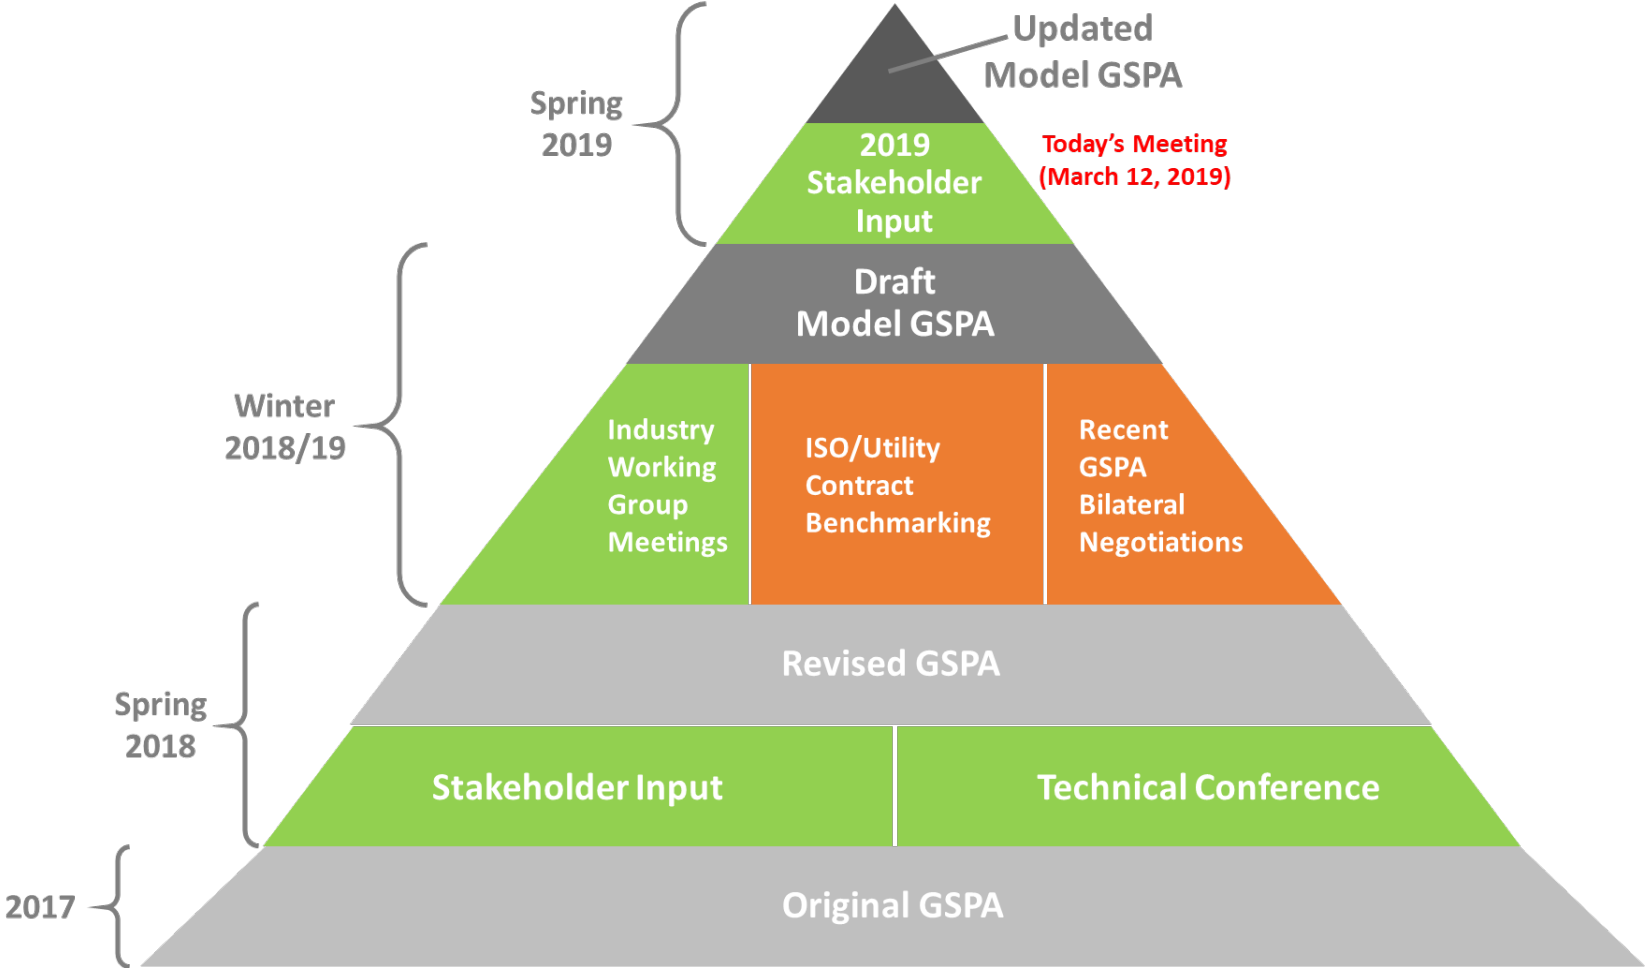 Updated
Model GSPA
Spring
2019
2019
Stakeholder
Input
Today's Meeting
(March 12, 2019)
Draft
Model GSPA
Winter
2018/19
Industry
Working
Group
Meetings
ISO/Utility
Contract
Benchmarking
Recent
GSPA
Bilateral
Negotiations
Revised GSPA
Spring
2018
Stakeholder Input
Technical Conference
2017
Original GSPA